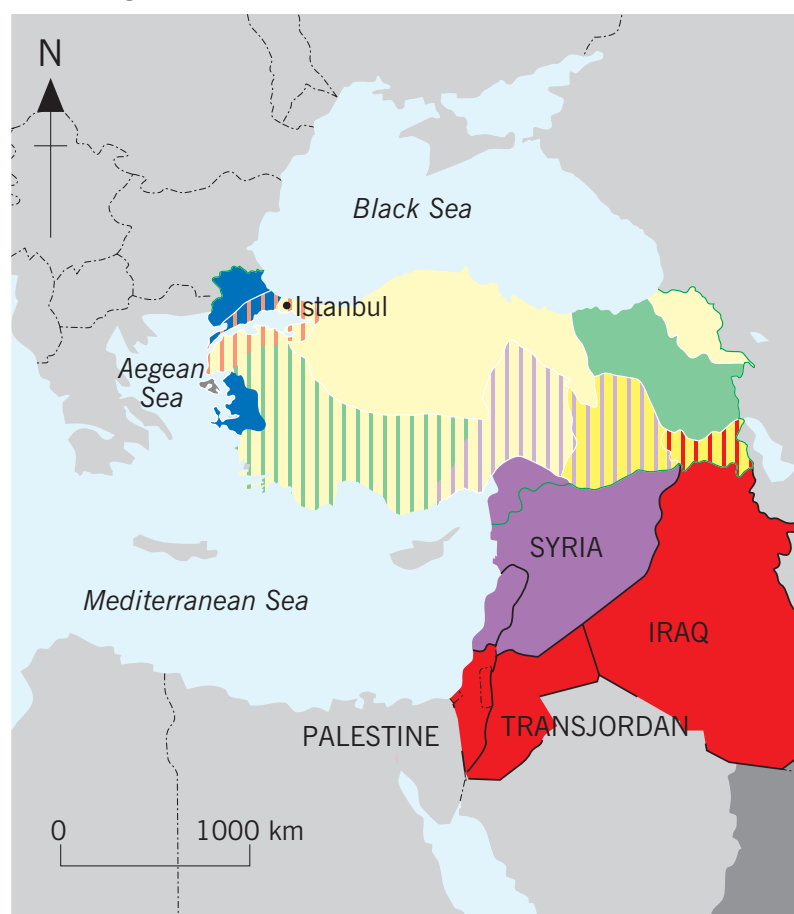 N
Black Sea
Istanbul
Aegean
Sea
SYRIA
Mediterranean Sea
IRAQ
PALESTINE
TRANSJORDAN
0
1000 km